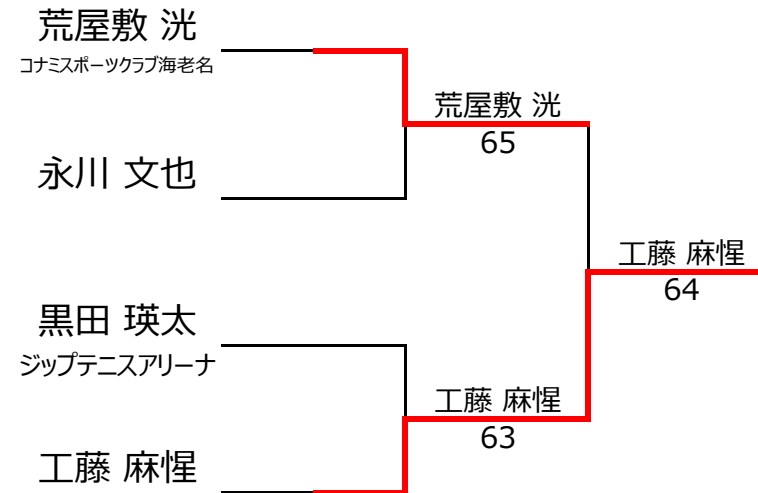 荒屋敷 洸
コナミスポーツクラブ海老名
荒屋敷 洸
65
永川 文也
工藤 麻惺
64
黒田 瑛太
ジップテニスアリーナ
工藤 麻惺
63
工藤 麻惺